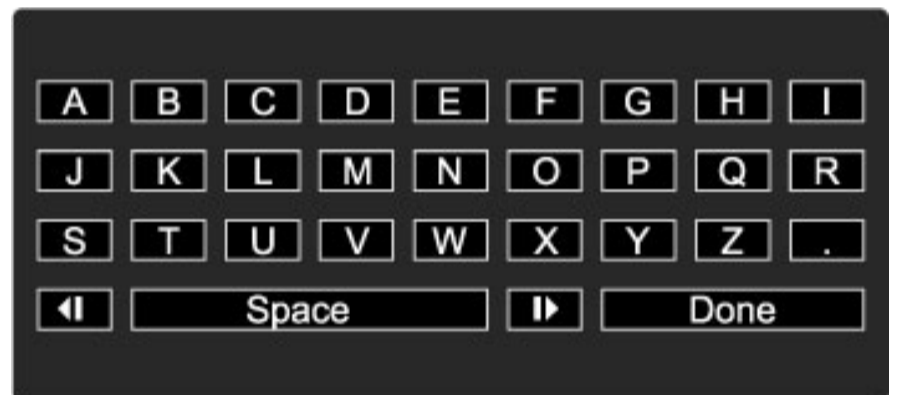 A B C D E F G H I
J K L M N O P Q R
S T U V W X Y Z .
Space Done